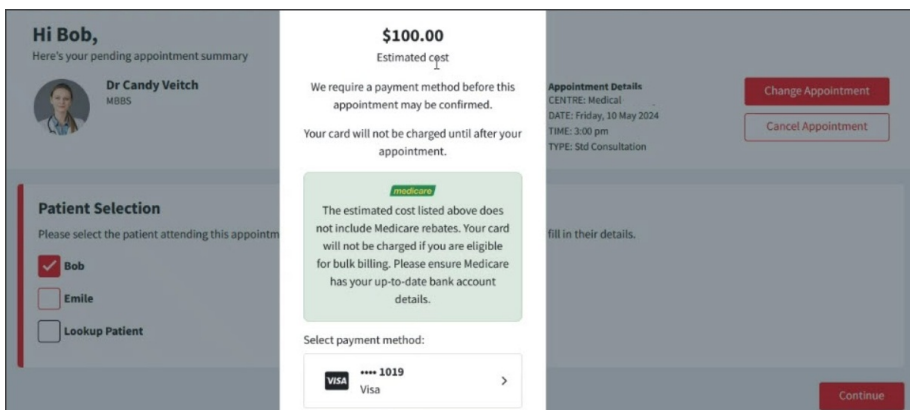 Hi Bob,
Here's your pending appointment summary
Dr Candy Veitch
MBBS
Appointment Details
CENTRE: Medical
DATE: Friday, 10 May 2024
TIME: 3:00 pm
TYPE: Std Consultation
Change Appointment
Cancel Appointment
Patient Selection
Please select the patient attending this appointm
fill in their details.
Bob
Emile
Lookup Patient
Continue
$100.00
Estimated cost
We require a payment method before this
appointment may be confirmed.
Your card will not be charged until after your
appointment.
medicare
The estimated cost listed above does
not include Medicare rebates. Your card
will not be charged if you are eligible
for bulk billing. Please ensure Medicare
has your up-to-date bank account
details.
Select payment method:
VISA
•••• 1019
Visa